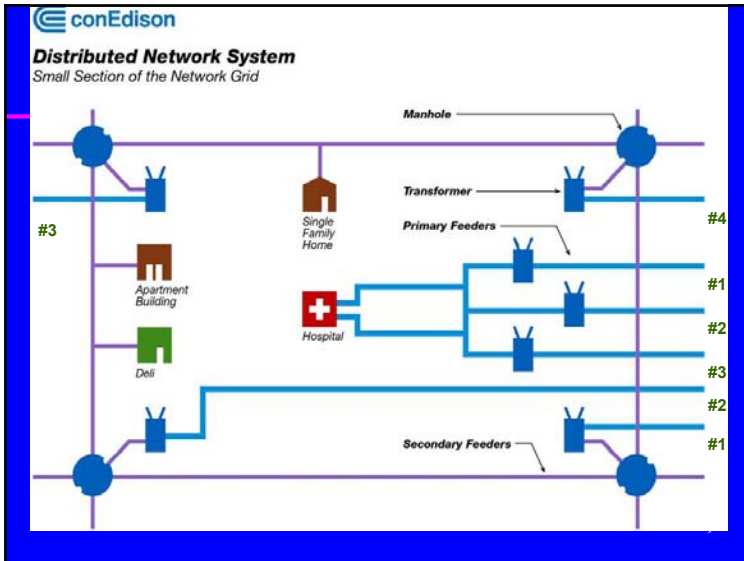 conEdison
Distributed Network System
Small Section of the Network Grid
Manhole
Transformer
#3
#4
Single
Family
Home
Primary Feeders
Apartment
Building
#1
Hospital
#2
Deli
#3
#2
Secondary Feeders
#1